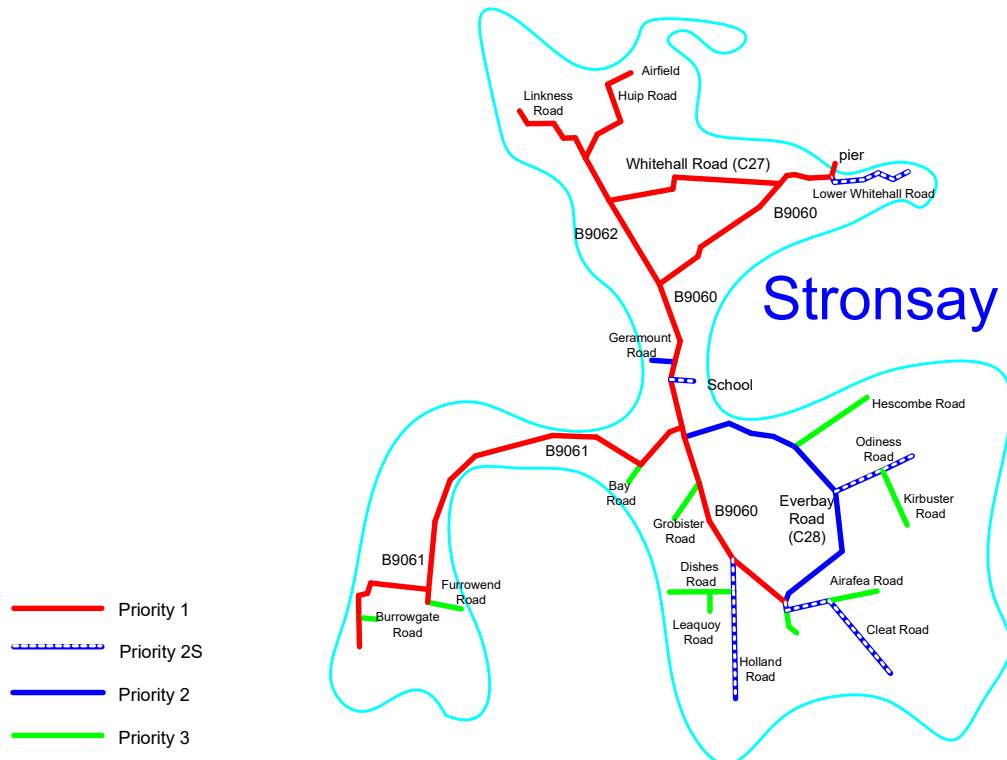 Airfield
Linkness
Road
Huip Road
pier
Whitehall Road (C27)
Lower Whitehall Road
B9060
B9062
Stronsay
B9060
Geramount
Road
School
Hescombe Road
Odiness
Road
B9061
Bay
Road
Everbay
Road
(C28)
Kirbuster
Road
B9060
Grobister
Road
B9061
Dishes
Road
Airafea Road
Furrowend
Road
Burrowgate
Road
Leaquoy
Road
Cleat Road
Holland
Road
Priority 1
Priority 2S
Priority 2
Priority 3